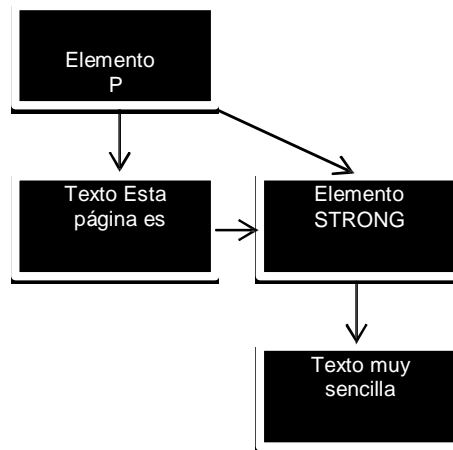 Elemento
P
Texto Esta
página es
Elemento
STRONG
Texto muy
sencilla